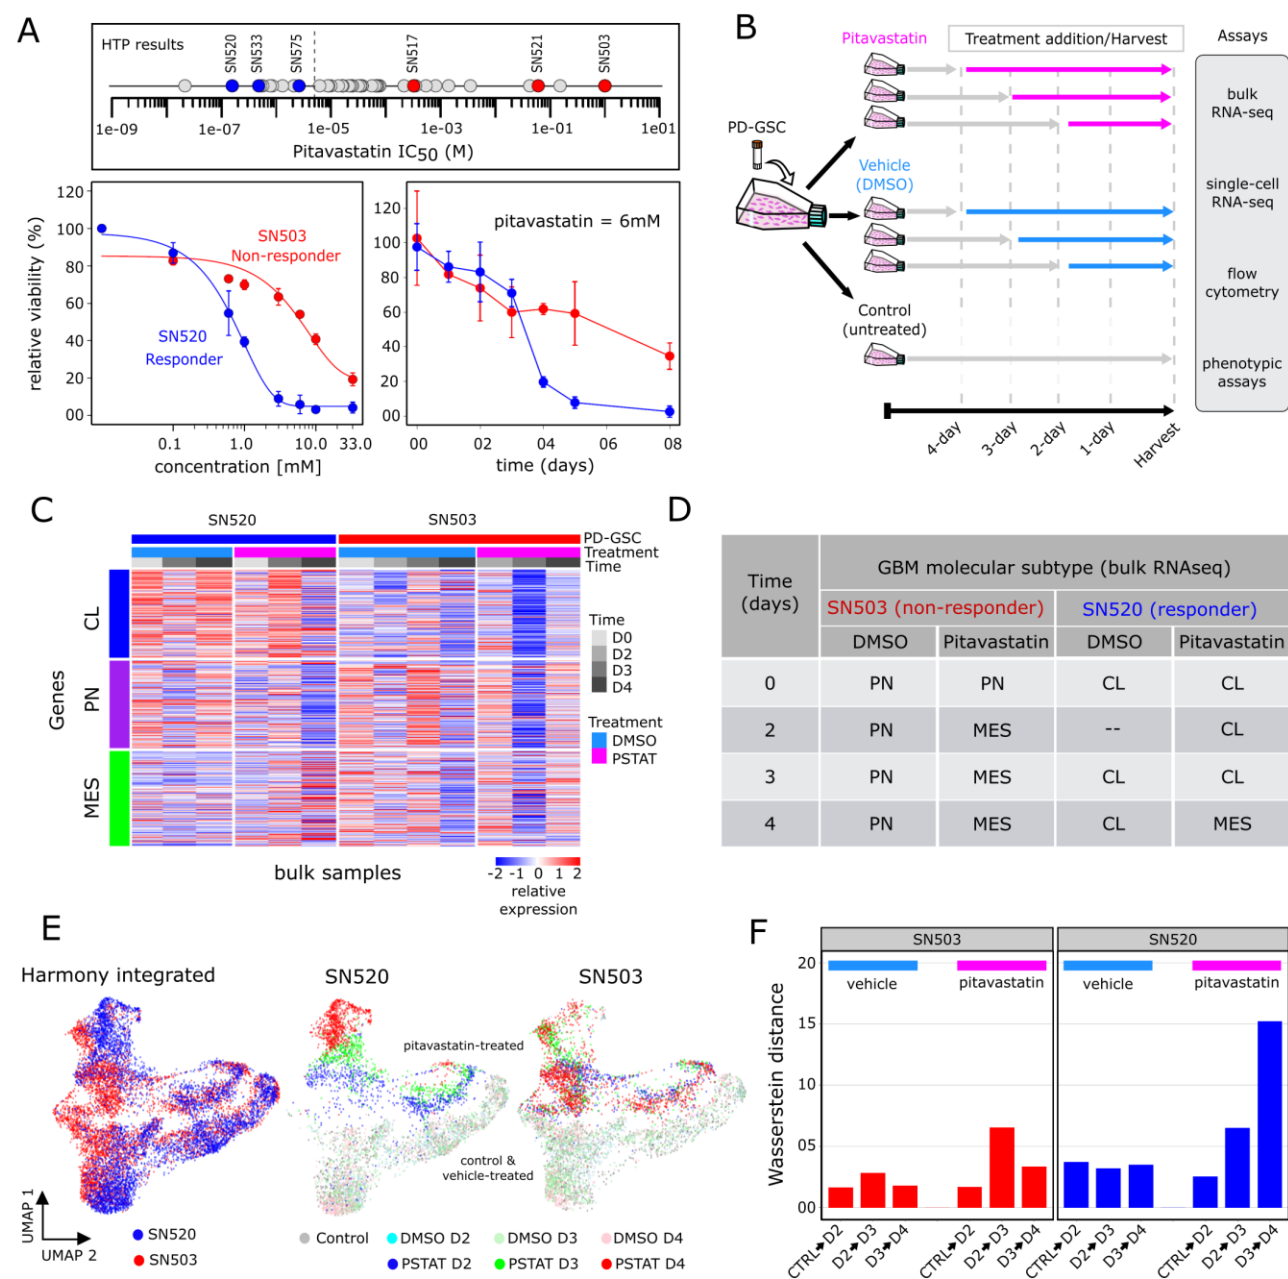 A
HTP results
SN520
SN533
SN575
SN517
SN521
SN503
1e-09
1e-07
1e-05
1e-03
1e-01
1e01
Pitavastatin IC50 (M)
120
100
80
60
40
20
00
relative viability (%)
SN503
Non-responder
SN520
Responder
0.1
1.0
10.0
33.0
concentration [mM]
pitavastatin = 6mM
120
100
80
60
40
20
00
00
02
04
06
08
time (days)
B
Pitavastatin
Treatment addition/Harvest
Assays
PD-GSC
Vehicle
(DMSO)
Control
(untreated)
bulk
RNA-seq
single-cell
RNA-seq
flow
cytometry
phenotypic
assays
4-day
3-day
2-day
1-day
Harvest
C
SN520
SN503
PD-GSC
Treatment
Time
Genes
CL
PN
MES
Time
D0
D2
D3
D4
Treatment
DMSO
PSTAT
bulk samples
-2 -1 0 1 2
relative
expression
D
Time
(days)
GBM molecular subtype (bulk RNAseq)
SN503 (non-responder) SN520 (responder)
DMSO Pitavastatin DMSO Pitavastatin
0 PN PN CL CL
2 PN MES -- CL
3 PN MES CL CL
4 PN MES CL MES
E
Harmony integrated
SN520
SN503
pitavastatin-treated
control &
vehicle-treated
UMAP 1
UMAP 2
SN520
SN503
Control
DMSO D2
DMSO D3
DMSO D4
PSTAT D2
PSTAT D3
PSTAT D4
F
SN503
SN520
vehicle
pitavastatin
vehicle
pitavastatin
20
15
10
05
00
Wasserstein distance
CTRL➔D2
D2➔D3
D3➔D4
CTRL➔D2
D2➔D3
D3➔D4
CTRL➔D2
D2➔D3
D3➔D4
CTRL➔D2
D2➔D3
D3➔D4